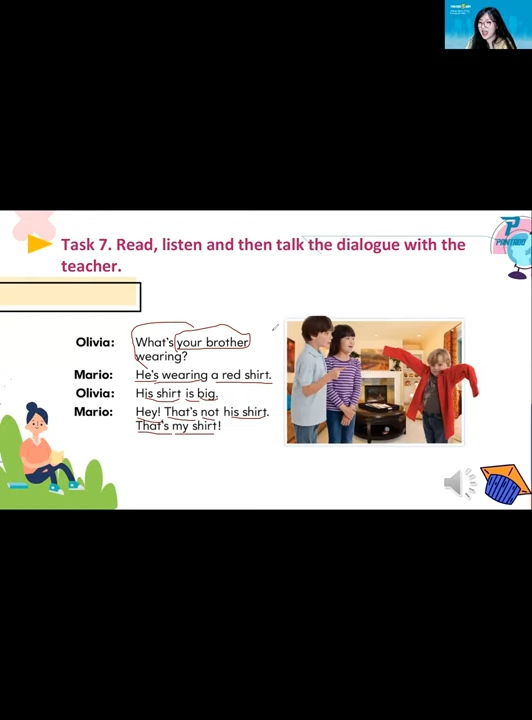 Task 7. Read, listen and then talk the dialogue with the
teacher.
PANTADO
Olivia: What's your brother
wearing?
Mario: He's wearing a red shirt.
Olivia: His shirt is big.
Mario: Hey! That's not his shirt.
That's my shirt!